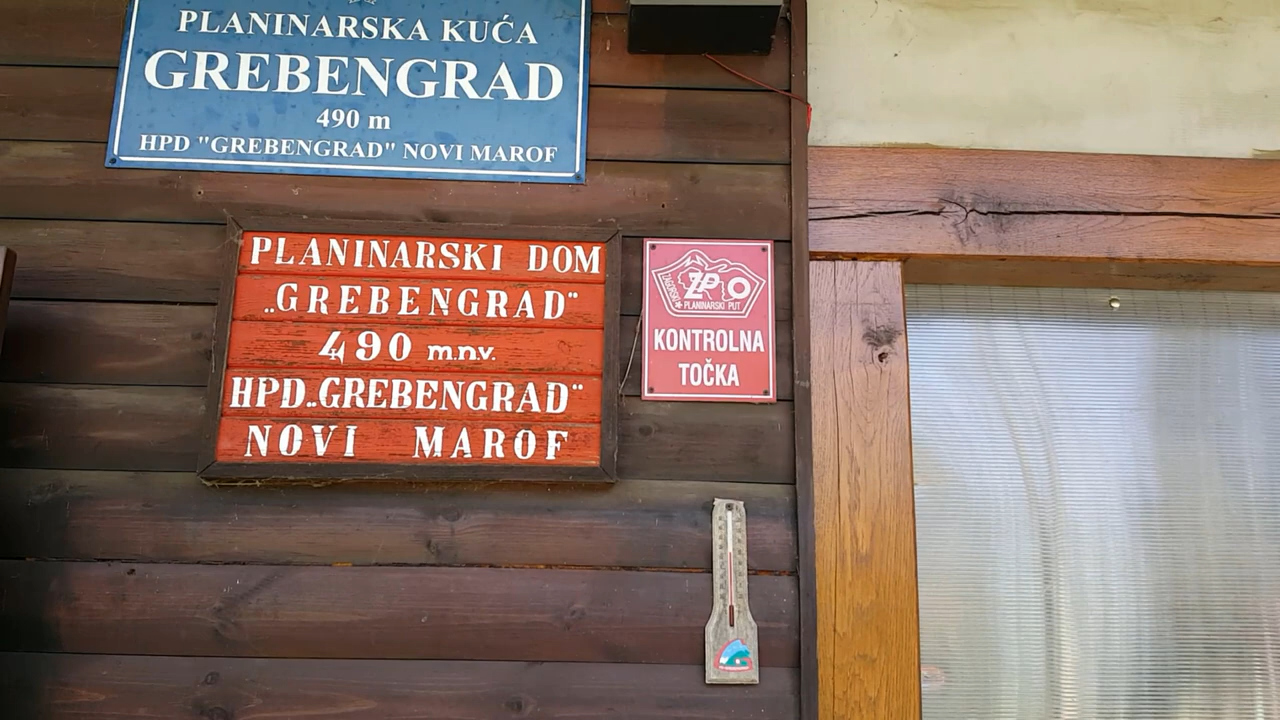 PLANINARSKA KUĆA
GREBENGRAD
490 m
HPD "GREBENGRAD" NOVI MAROF
PLANINARSKI DOM
„GREBENGRAD"
490 m.n.v.
HPD„GREBENGRAD"
NOVI MAROF
ZPO
ZAGORSKI
PLANINARSKI PUT
KONTROLNA
TOČKA